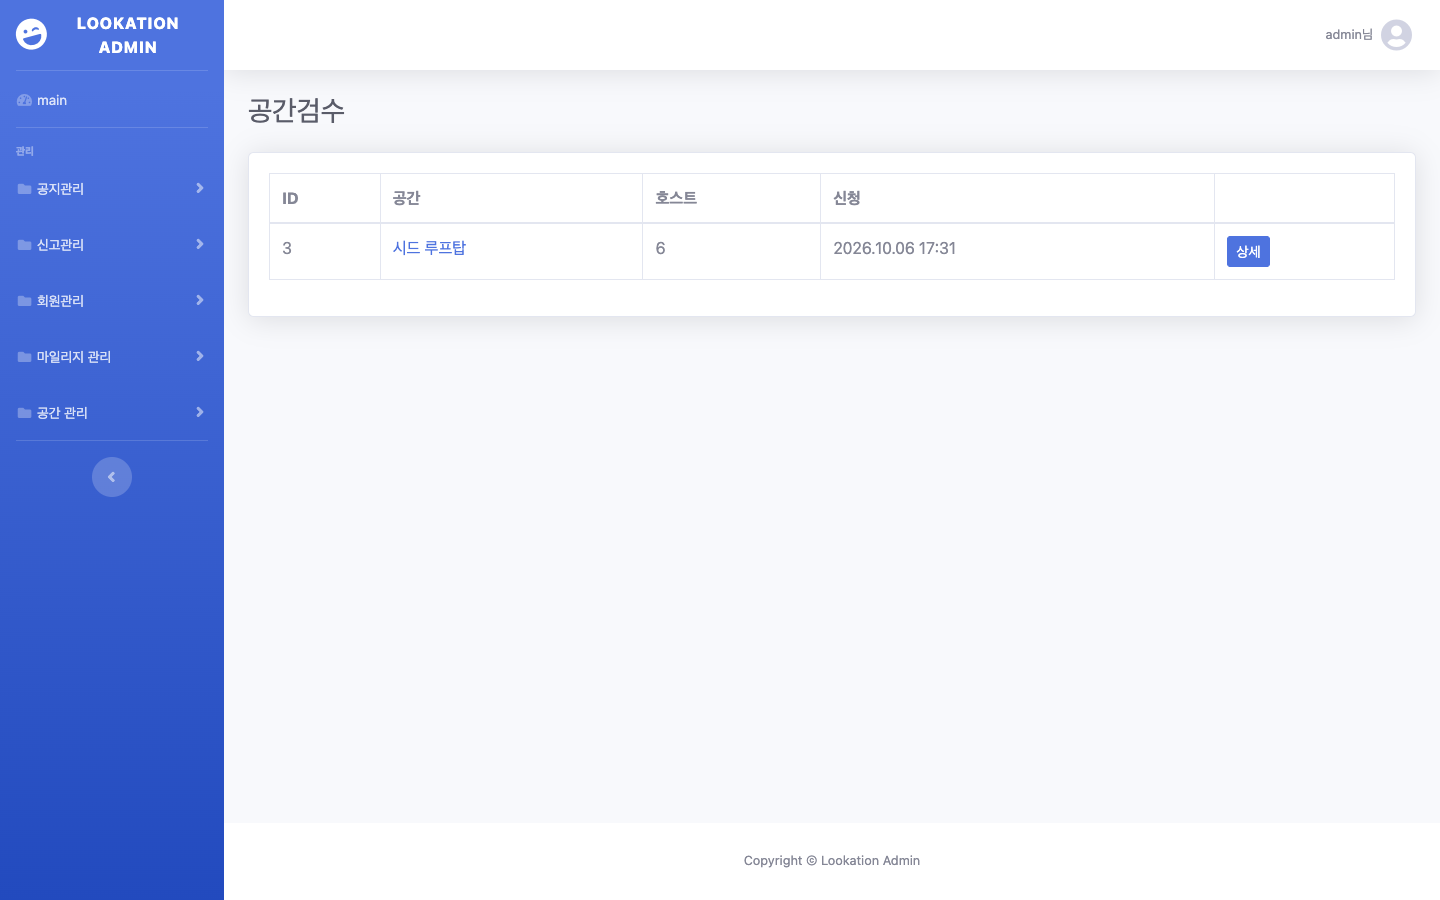 LOOKATION
ADMIN
admin님
main
관리
공지관리
신고관리
회원관리
마일리지 관리
공간 관리
공간검수
ID 공간 호스트 신청
3 시드 루프탑 6 2026.10.06 17:31 상세
Copyright © Lookation Admin